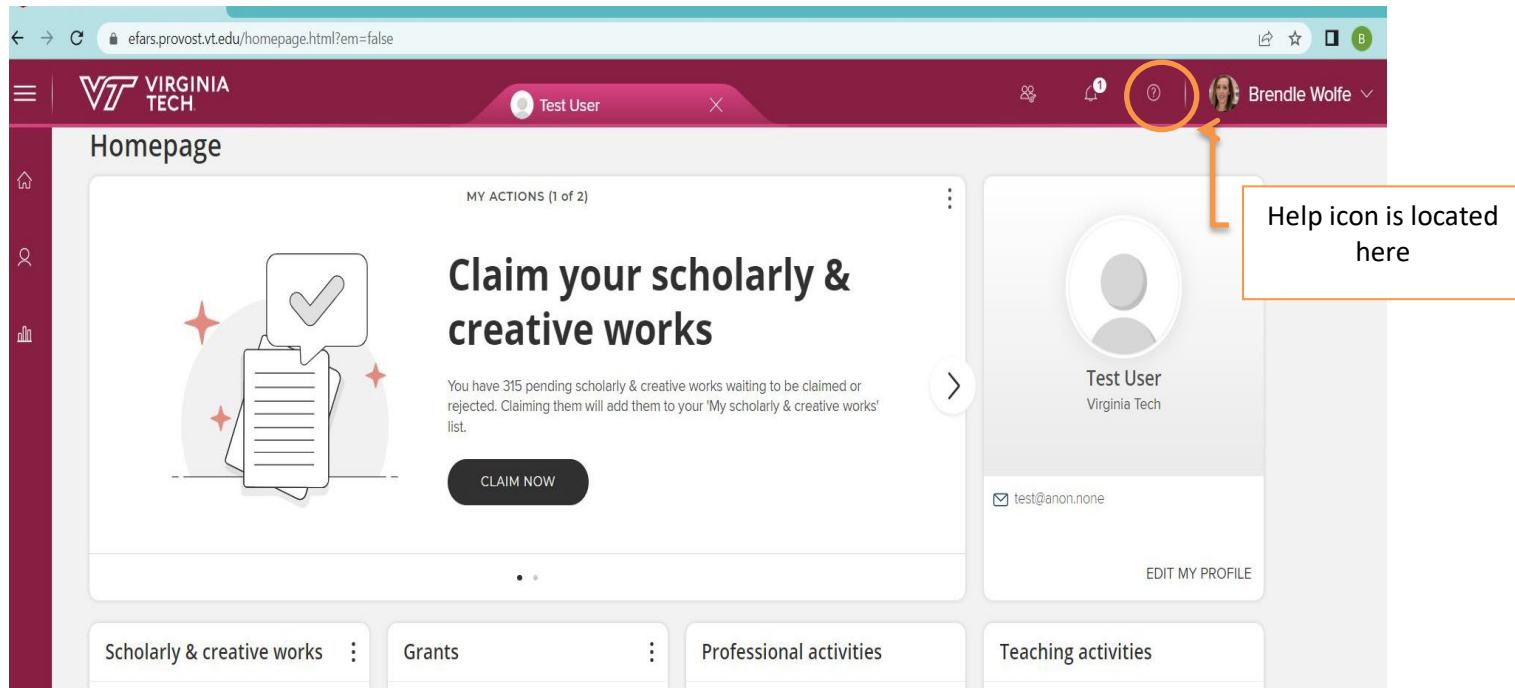 efars.provost.vt.edu/homepage.html?em=false
B
VT VIRGINIA
TECH
Test User
1
?
Brendle Wolfe
Homepage
Help icon is located
here
MY ACTIONS (1 of 2)
Claim your scholarly &
creative works
You have 315 pending scholarly & creative works waiting to be claimed or
rejected. Claiming them will add them to your 'My scholarly & creative works'
list.
CLAIM NOW
Test User
Virginia Tech
test@anon.none
EDIT MY PROFILE
Scholarly & creative works
Grants
Professional activities
Teaching activities